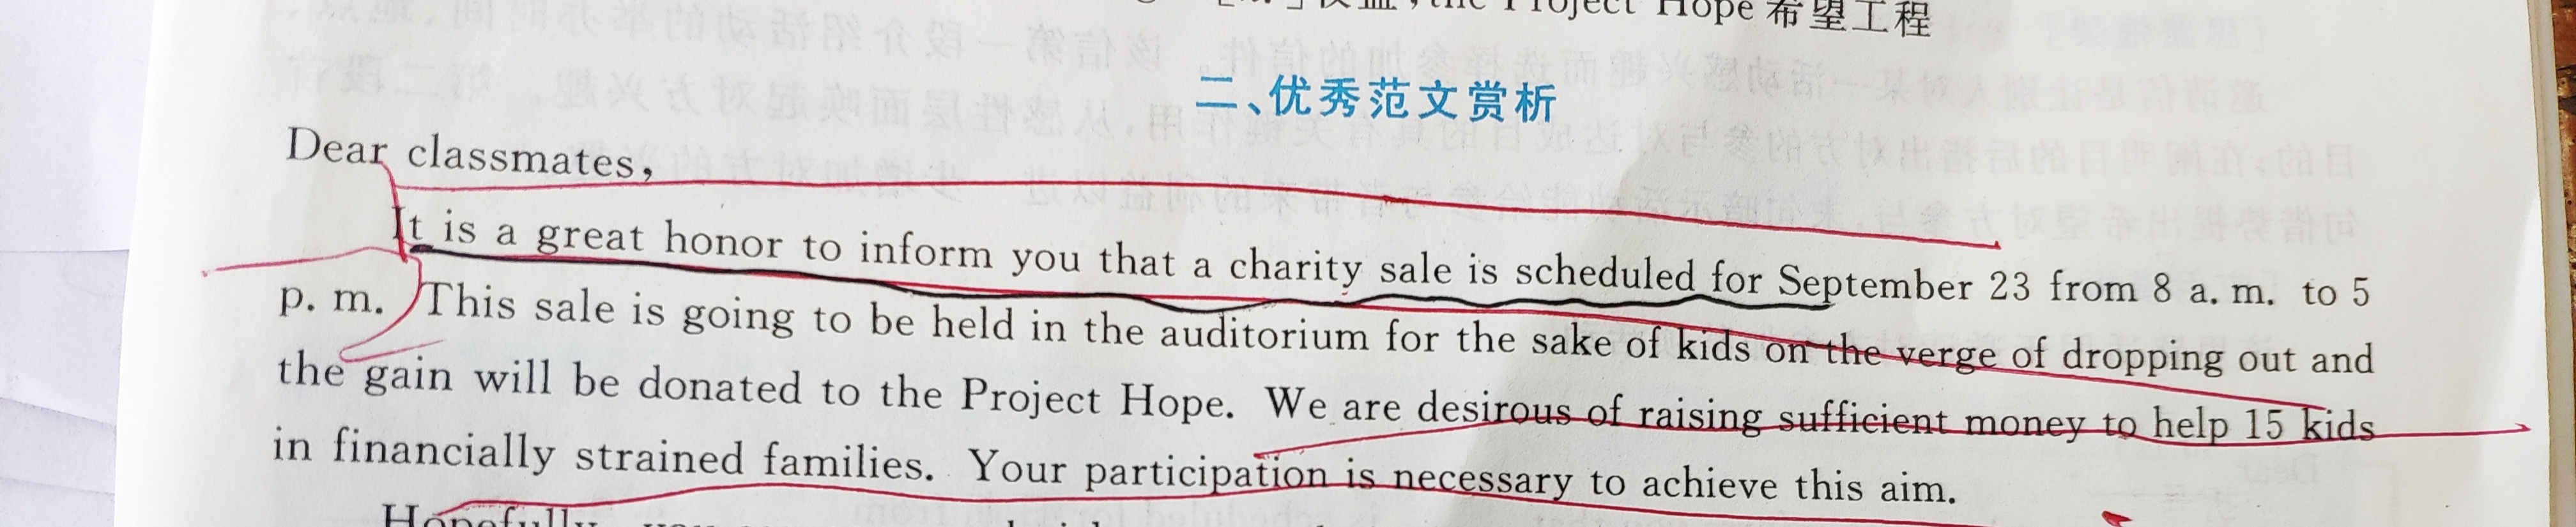 the Project Hope 希望工程
二、优秀范文赏析
Dear classmates,
It is a great honor to inform you that a charity sale is scheduled for September 23 from 8 a. m. to 5
p. m. This sale is going to be held in the auditorium for the sake of kids on the verge of dropping out and
the gain will be donated to the Project Hope. We are desirous of raising sufficient money to help 15 kids
in financially strained families. Your participation is necessary to achieve this aim.
Hopefully,